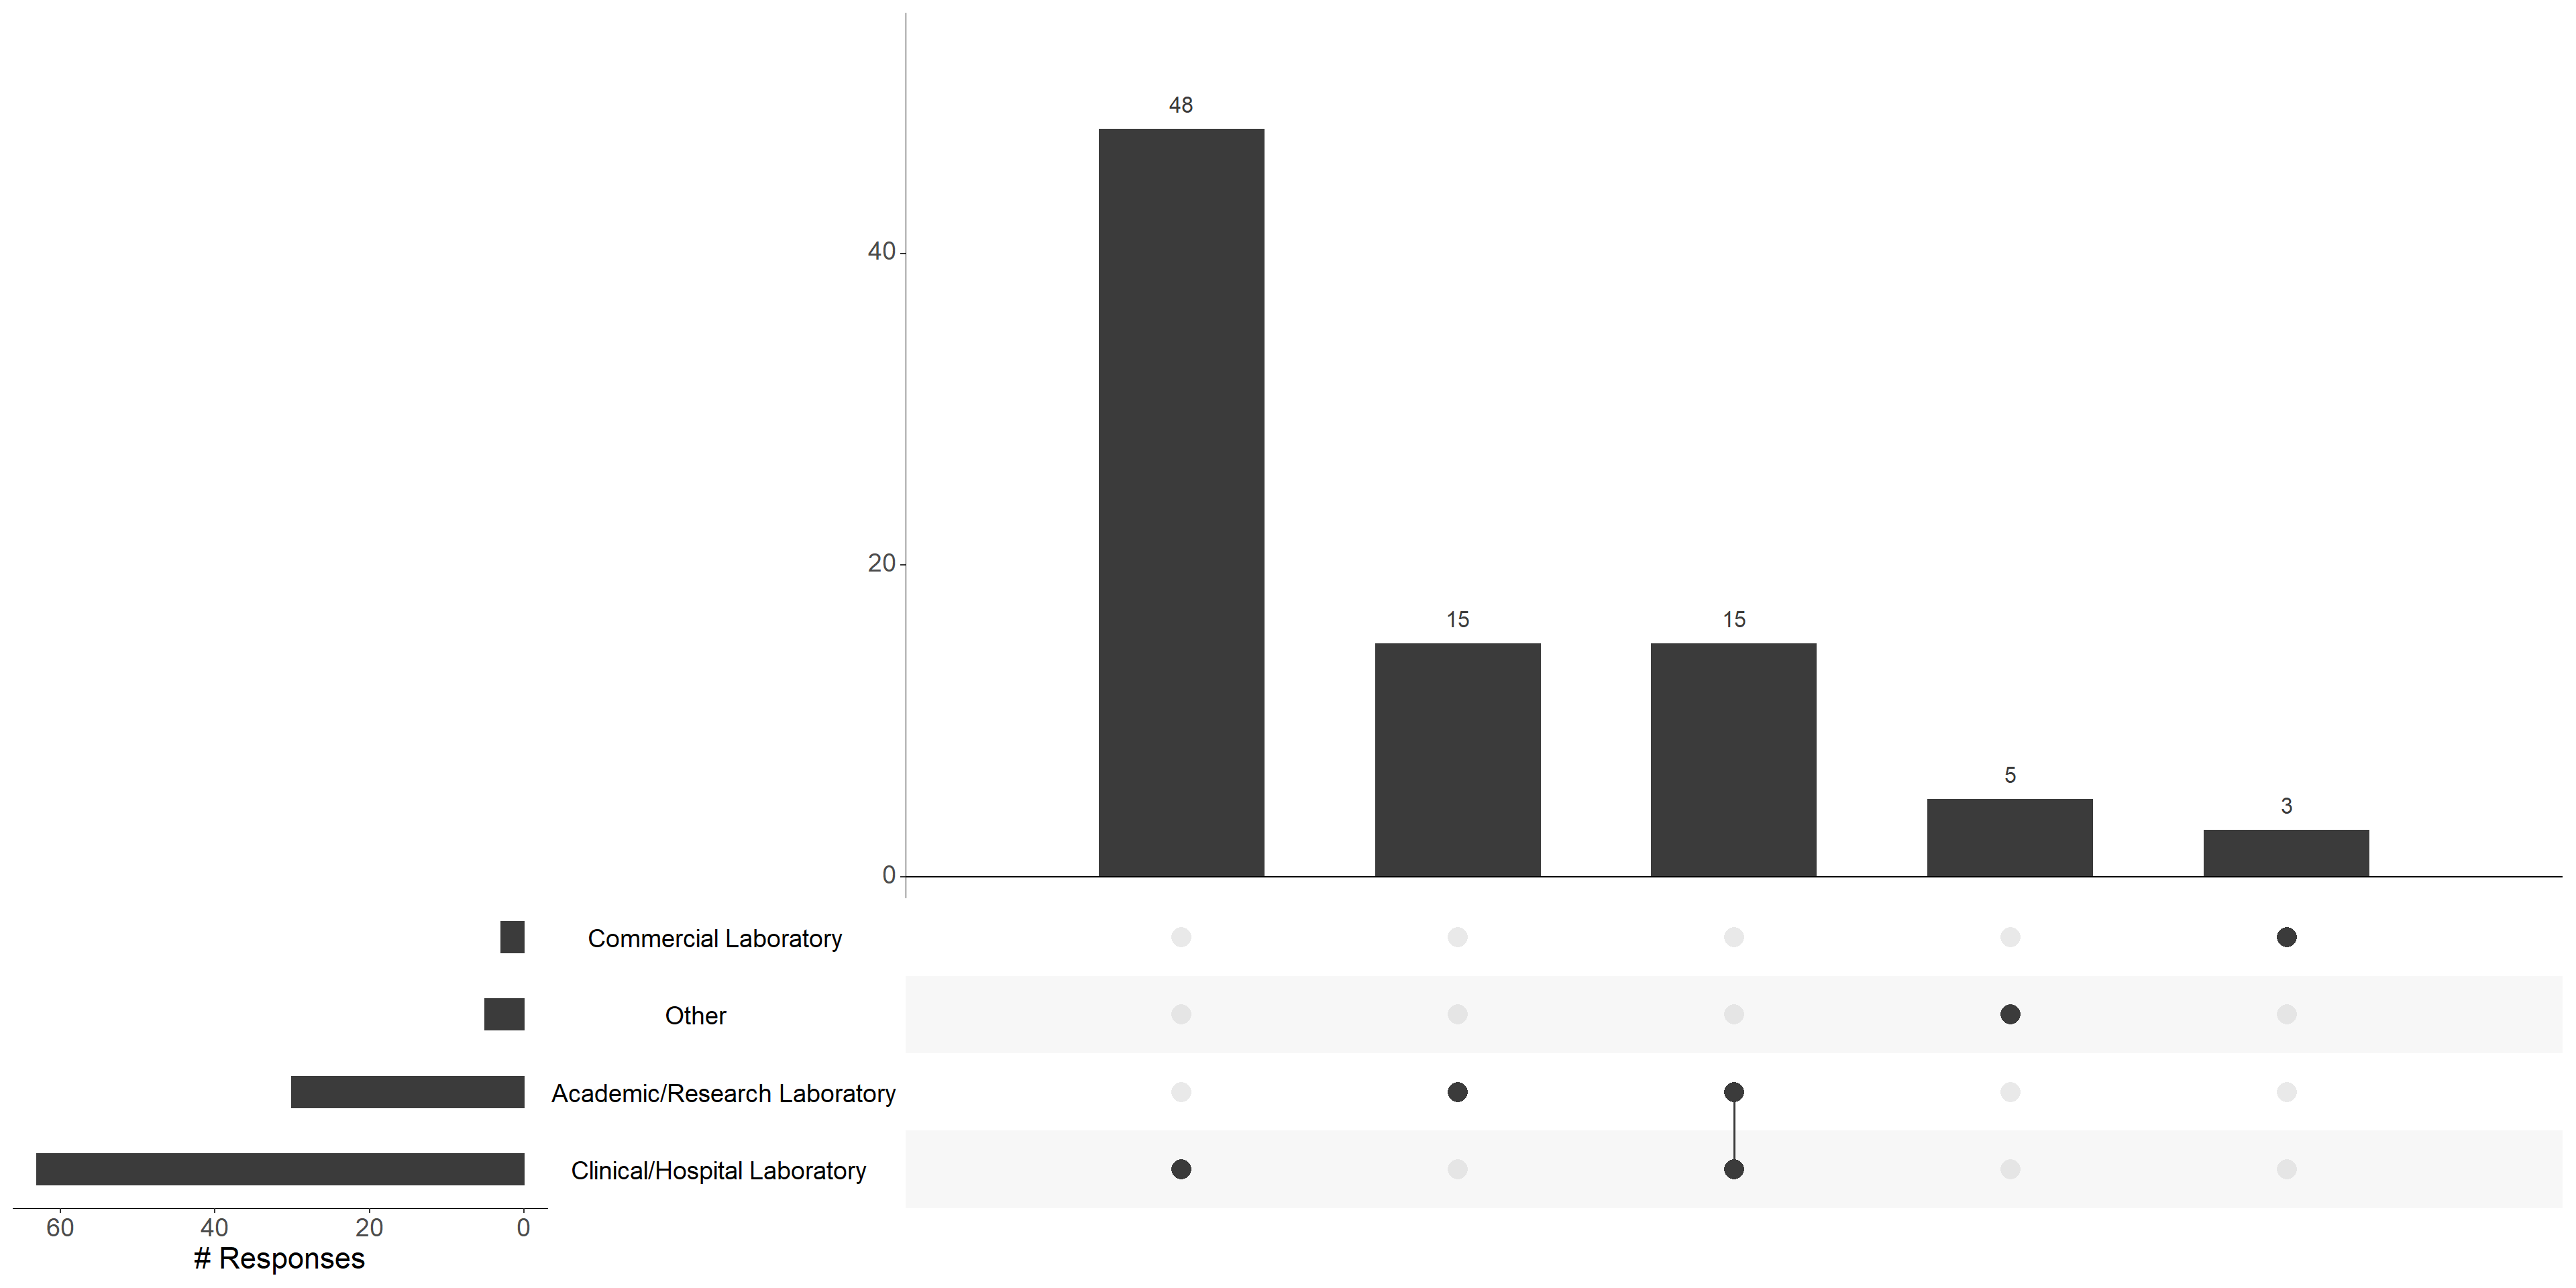 48
40
20
15
15
5
3
0
Commercial Laboratory
Other
Academic/Research Laboratory
Clinical/Hospital Laboratory
60 40 20 0
# Responses